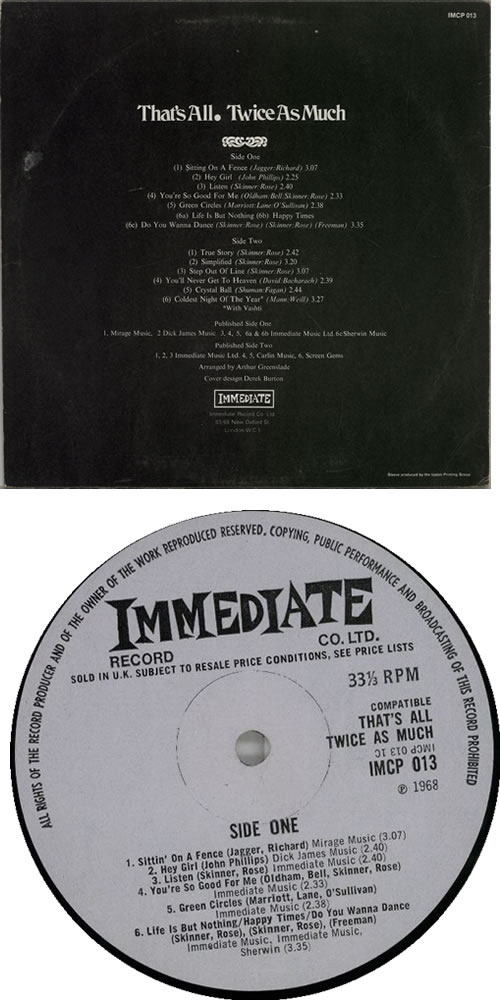 IMCP 013
That's All. Twice As Much
Side One
(1) Sitting On A Fence (Jagger:Richard) 3.07
(2) Hey Girl (John Phillips) 2.25
(3) Listen (Skinner:Rose) 2.40
(4) You're So Good For Me (Oldham:Bell:Skinner:Rose) 2.33
(5) Green Circles (Marriott:Lane:O'Sullivan) 2.38
(6a) Life Is But Nothing (6b) Happy Times
(6c) Do You Wanna Dance (Skinner:Rose) (Skinner:Rose) (Freeman) 3.35
Side Two
(1) True Story (Skinner:Rose) 2.42
(2) Simplified (Skinner:Rose) 3.20
(3) Step Out Of Line (Skinner:Rose) 3.07
(4) You'll Never Get To Heaven (David:Bacharach) 2.39
(5) Crystal Ball (Shuman:Fagan) 2.44
(6) Coldest Night Of The Year* (Mann:Weill) 3.27
*With Vashti
Published Side One
1, Mirage Music, 2 Dick James Music 3, 4, 5, 6a & 6b Immediate Music Ltd. 6c Sherwin Music
Published Side Two
1, 2, 3 Immediate Music Ltd. 4, 5, Carlin Music, 6, Screen Gems
Arranged by Arthur Greenslade
Cover design Derek Burton
IMMEDIATE
Immediate Record Co. Ltd
63/69 New Oxford St
London W.C.1
Sleeve produced by the Upton Printing Group
ALL RIGHTS OF THE RECORD PRODUCER AND OF THE OWNER OF THE WORK REPRODUCED RESERVED. COPYING, PUBLIC PERFORMANCE AND BROADCASTING OF THIS RECORD PROHIBITED
IMMEDIATE
RECORD CO. LTD.
SOLD IN U.K. SUBJECT TO RESALE PRICE CONDITIONS, SEE PRICE LISTS
33⅓ RPM
COMPATIBLE
THAT'S ALL
TWICE AS MUCH
IMCP 013 1C
IMCP 013
℗ 1968
SIDE ONE
1. Sittin' On A Fence (Jagger, Richard) Mirage Music (3.07)
2. Hey Girl (John Phillips) Dick James Music (2.40)
3. Listen (Skinner, Rose) Immediate Music (2.40)
4. You're So Good For Me (Oldham, Bell, Skinner, Rose)
Immediate Music (2.33)
5. Green Circles (Marriott, Lane, O'Sullivan)
Immediate Music (2.38)
6. Life Is But Nothing/Happy Times/Do You Wanna Dance
(Skinner, Rose), (Skinner, Rose), (Freeman)
Immediate Music, Immediate Music,
Sherwin (3.35)